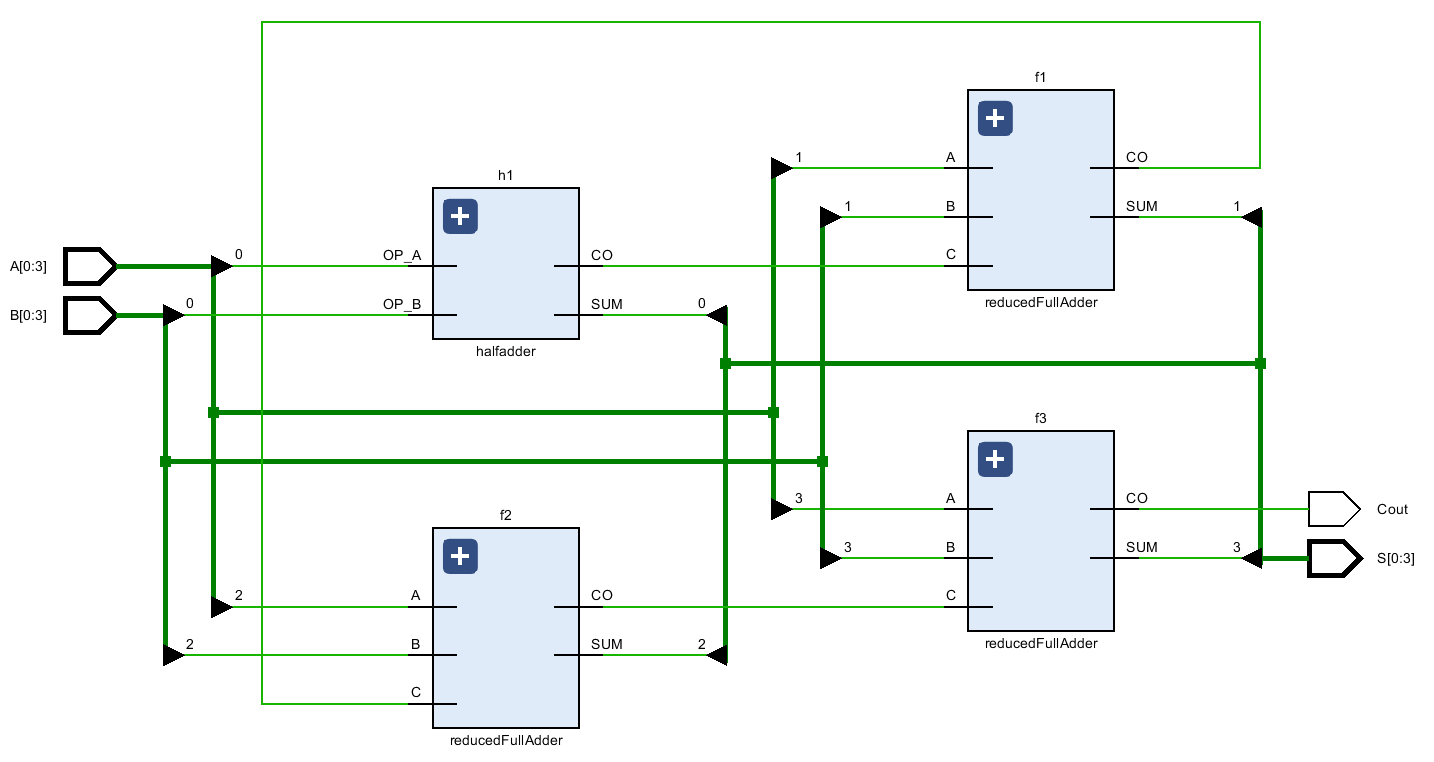 f1
1
A
CO
h1
1
B
SUM
1
A[0:3]
0
OP_A
CO
C
B[0:3]
0
OP_B
SUM
0
reducedFullAdder
halfadder
f3
3
A
CO
Cout
f2
3
B
SUM
3
S[0:3]
2
A
CO
C
2
B
SUM
2
reducedFullAdder
C
reducedFullAdder